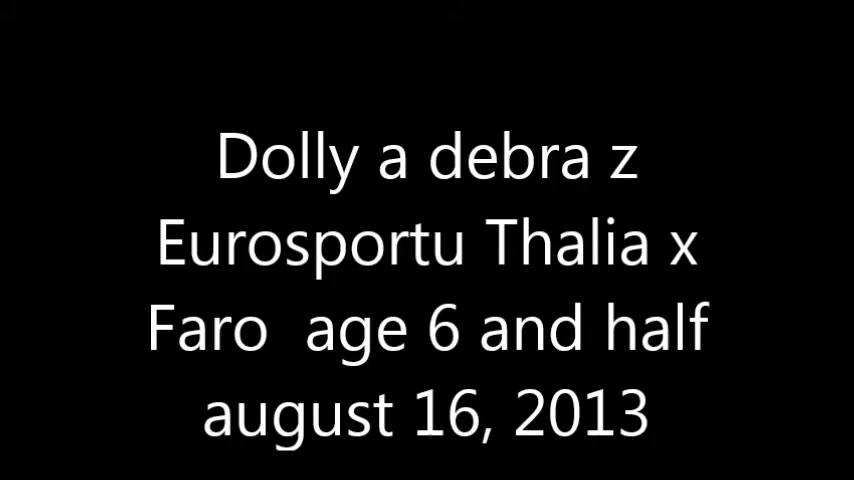 Dolly a debra z
Eurosportu Thalia x
Faro  age 6 and half
august 16, 2013